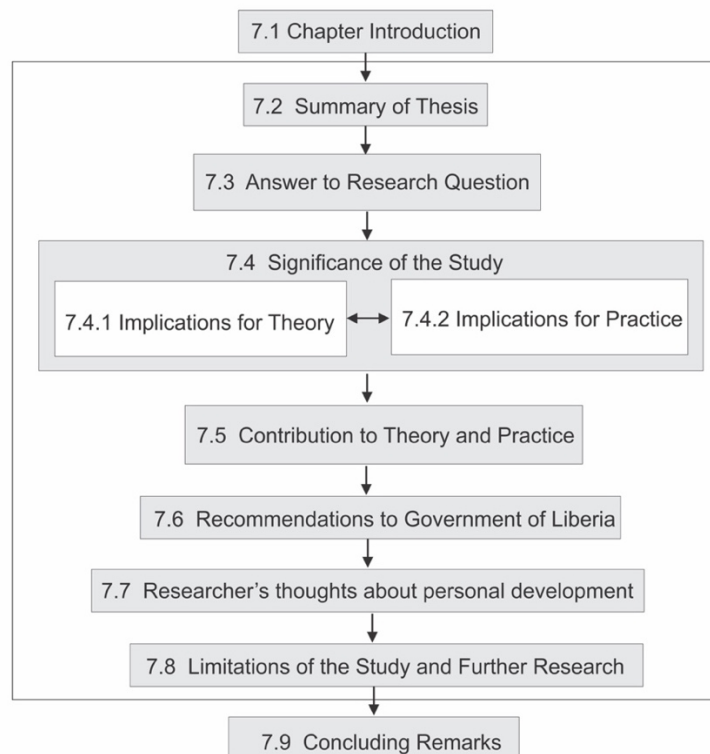 7.1 Chapter Introduction
7.2 Summary of Thesis
7.3 Answer to Research Question
7.4 Significance of the Study
7.4.1 Implications for Theory
7.4.2 Implications for Practice
7.5 Contribution to Theory and Practice
7.6 Recommendations to Government of Liberia
7.7 Researcher's thoughts about personal development
7.8 Limitations of the Study and Further Research
7.9 Concluding Remarks